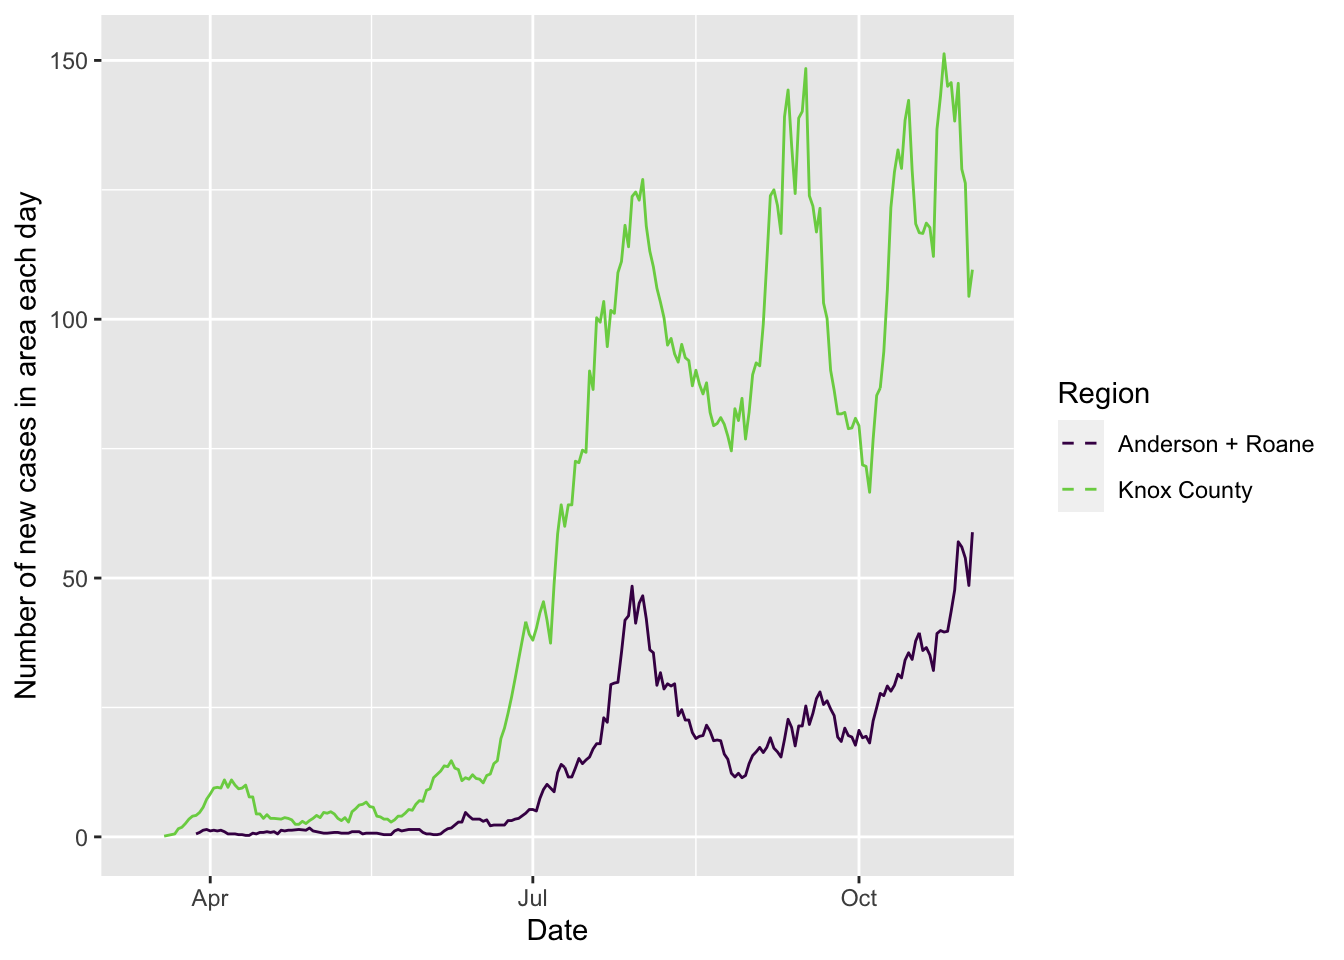 Number of new cases in area each day
150
100
50
0
Apr
Jul
Oct
Date
Region
Anderson + Roane
Knox County